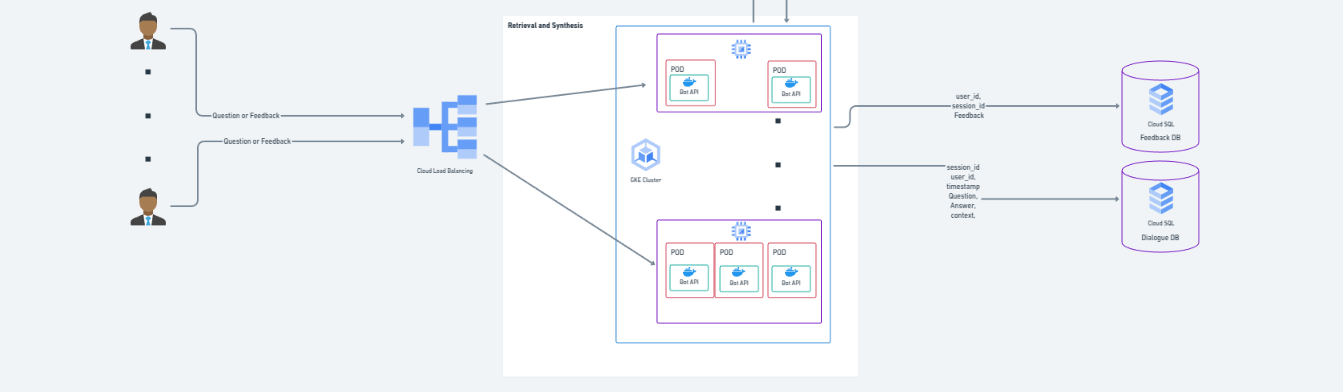 Retrieval and Synthesis
POD
Bot API
POD
Bot API
Question or Feedback
Question or Feedback
Cloud Load Balancing
GKE Cluster
POD
Bot API
POD
Bot API
POD
Bot API
user_id,
session_id
Feedback
Cloud SQL
Feedback DB
session_id
user_id,
timestamp
Question,
Answer,
context,
Cloud SQL
Dialogue DB